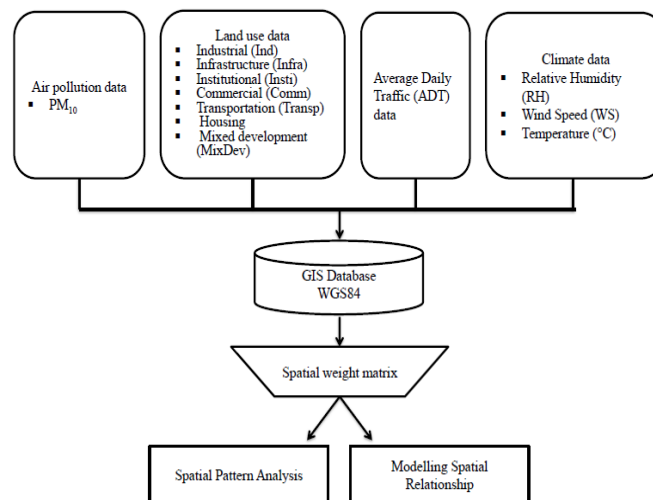 Air pollution data
▪ PM₁₀
Land use data
▪ Industrial (Ind)
▪ Infrastructure (Infra)
▪ Institutional (Insti)
▪ Commercial (Comm)
▪ Transportation (Transp)
▪ Housing
▪ Mixed development
(MixDev)
Average Daily
Traffic (ADT)
data
Climate data
▪ Relative Humidity
(RH)
▪ Wind Speed (WS)
▪ Temperature (°C)
GIS Database
WGS84
Spatial weight matrix
Spatial Pattern Analysis
Modelling Spatial
Relationship